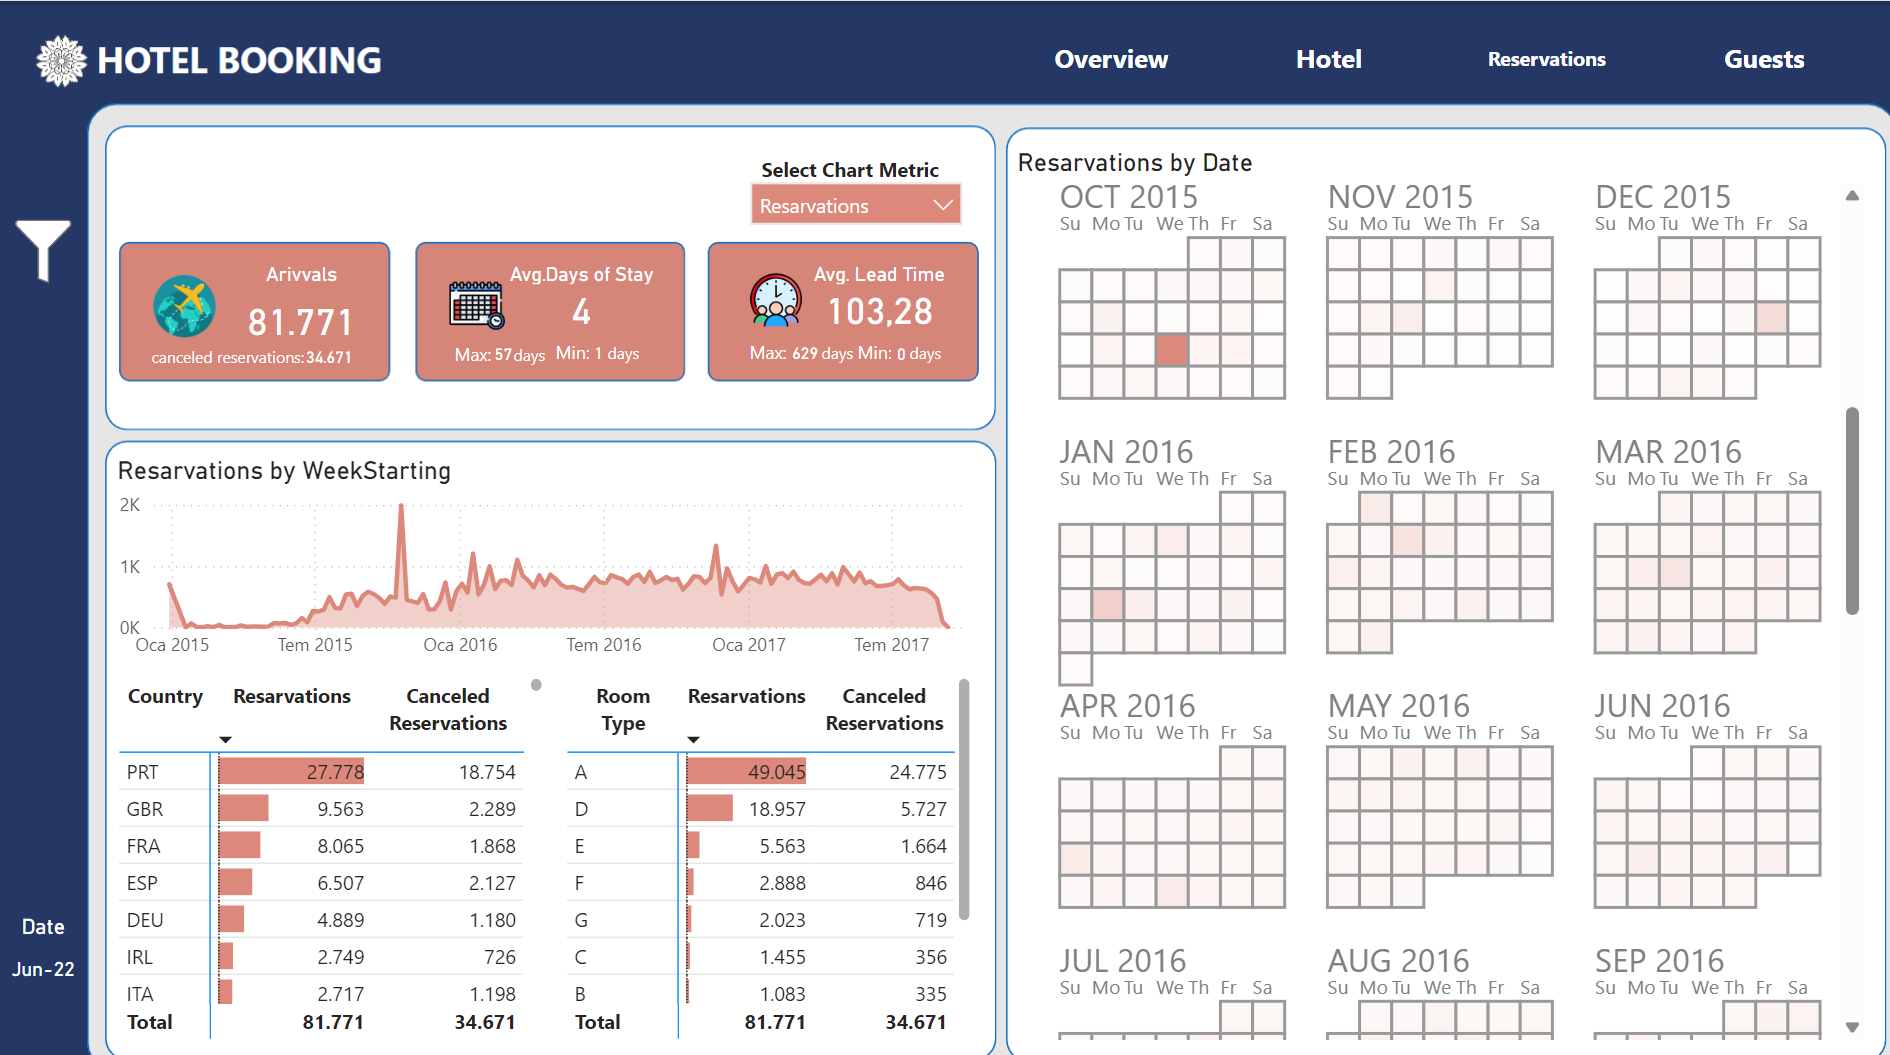 HOTEL BOOKING
Overview Hotel Reservations Guests
Select Chart Metric
Resarvations
Arivvals
81.771
canceled reservations:34.671
Avg.Days of Stay
4
Max: 57 days Min: 1 days
Avg. Lead Time
103,28
Max: 629 days Min: 0 days
Resarvations by WeekStarting
2K
1K
0K
Oca 2015 Tem 2015 Oca 2016 Tem 2016 Oca 2017 Tem 2017
Country Resarvations Canceled Reservations
PRT 27.778 18.754
GBR 9.563 2.289
FRA 8.065 1.868
ESP 6.507 2.127
DEU 4.889 1.180
IRL 2.749 726
ITA 2.717 1.198
Total 81.771 34.671
Room Type Resarvations Canceled Reservations
A 49.045 24.775
D 18.957 5.727
E 5.563 1.664
F 2.888 846
G 2.023 719
C 1.455 356
B 1.083 335
Total 81.771 34.671
Resarvations by Date
OCT 2015 NOV 2015 DEC 2015
Su Mo Tu We Th Fr Sa Su Mo Tu We Th Fr Sa Su Mo Tu We Th Fr Sa
JAN 2016 FEB 2016 MAR 2016
Su Mo Tu We Th Fr Sa Su Mo Tu We Th Fr Sa Su Mo Tu We Th Fr Sa
APR 2016 MAY 2016 JUN 2016
Su Mo Tu We Th Fr Sa Su Mo Tu We Th Fr Sa Su Mo Tu We Th Fr Sa
JUL 2016 AUG 2016 SEP 2016
Su Mo Tu We Th Fr Sa Su Mo Tu We Th Fr Sa Su Mo Tu We Th Fr Sa
Date
Jun-22